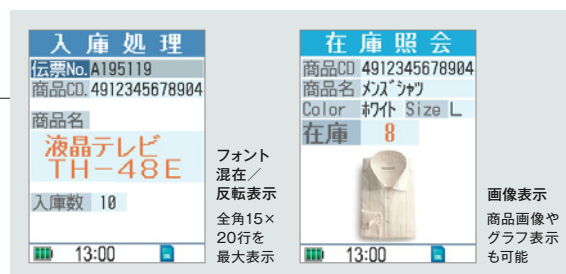 入庫処理
伝票No. A195119
商品CD. 4912345678904
商品名
液晶テレビ
TH－48E
入庫数 10
13:00
フォント
混在／
反転表示
全角15×
20行を
最大表示
在庫照会
商品CD 4912345678904
商品名 ﾒﾝｽﾞｼｬﾂ
Color ﾎﾜｲﾄ Size L
在庫 8
13:00
画像表示
商品画像や
グラフ表示
も可能